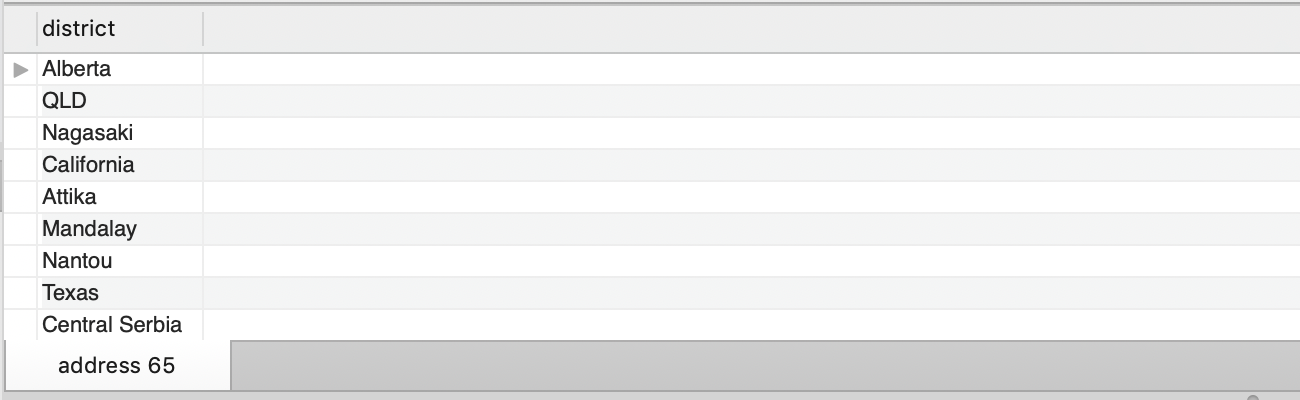 district
Alberta
QLD
Nagasaki
California
Attika
Mandalay
Nantou
Texas
Central Serbia
address 65